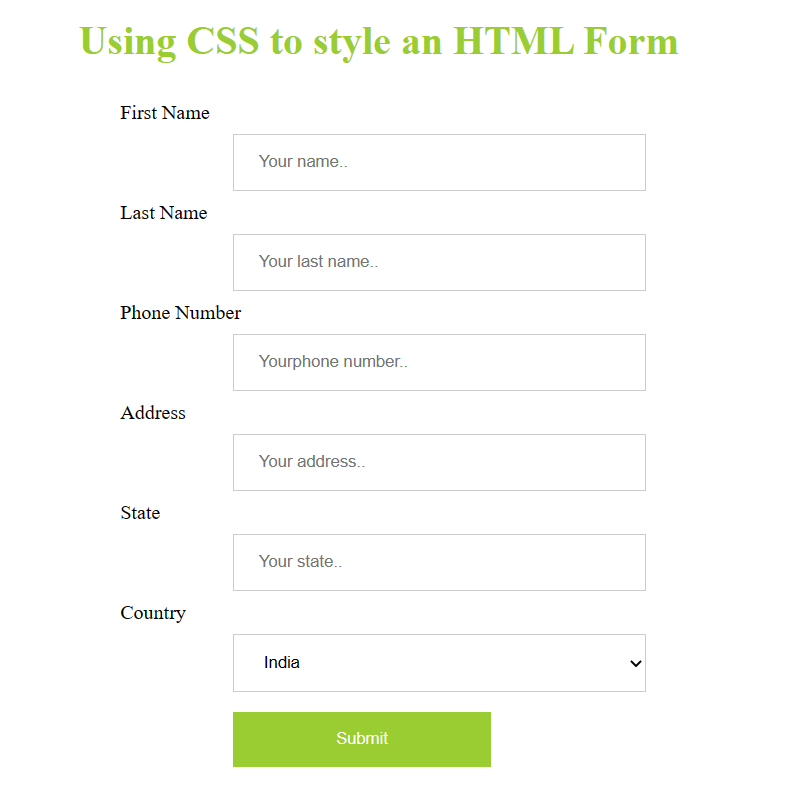 Using CSS to style an HTML Form
First Name
Your name..
Last Name
Your last name..
Phone Number
Yourphone number..
Address
Your address..
State
Your state..
Country
India
Submit